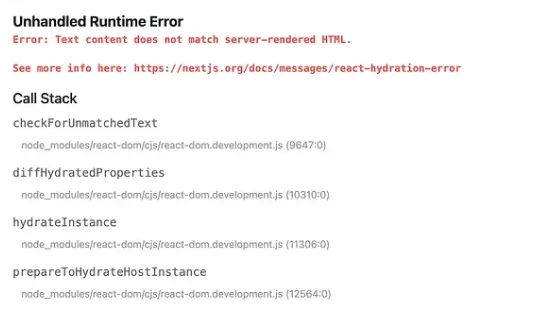 Unhandled Runtime Error
Error: Text content does not match server-rendered HTML.
See more info here: https://nextjs.org/docs/messages/react-hydration-error
Call Stack
checkForUnmatchedText
node_modules/react-dom/cjs/react-dom.development.js (9647:0)
diffHydratedProperties
node_modules/react-dom/cjs/react-dom.development.js (10310:0)
hydrateInstance
node_modules/react-dom/cjs/react-dom.development.js (11306:0)
prepareToHydrateHostInstance
node_modules/react-dom/cjs/react-dom.development.js (12564:0)